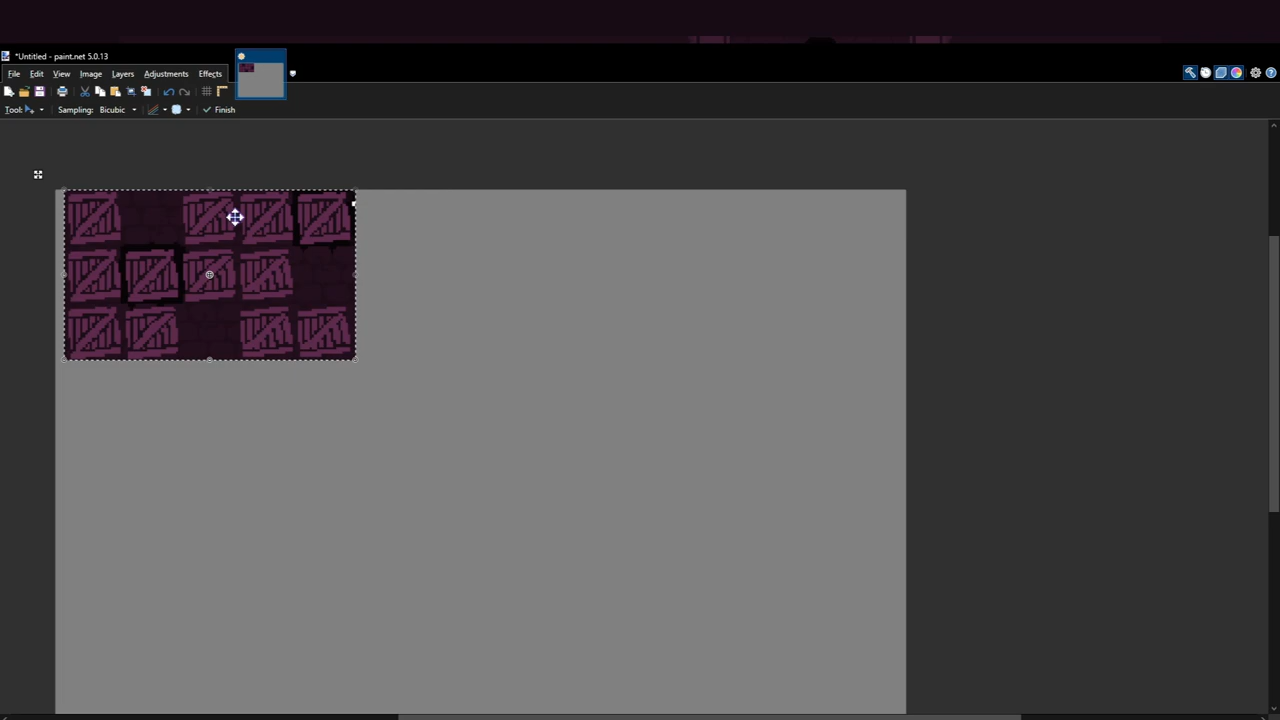 *Untitled - paint.net 5.0.13
File Edit View Image Layers Adjustments Effects
Tool: Sampling: Bicubic Finish